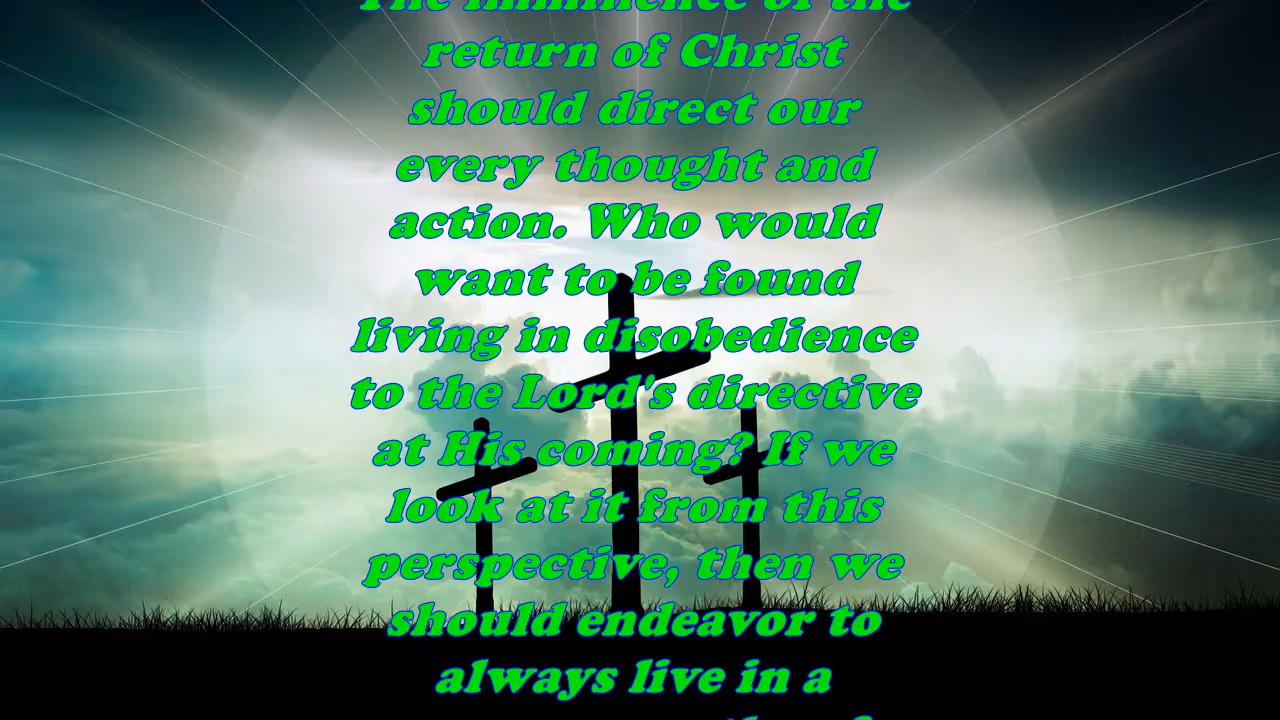 The imminence of the
return of Christ
should direct our
every thought and
action. Who would
want to be found
living in disobedience
to the Lord's directive
at His coming? If we
look at it from this
perspective, then we
should endeavor to
always live in a